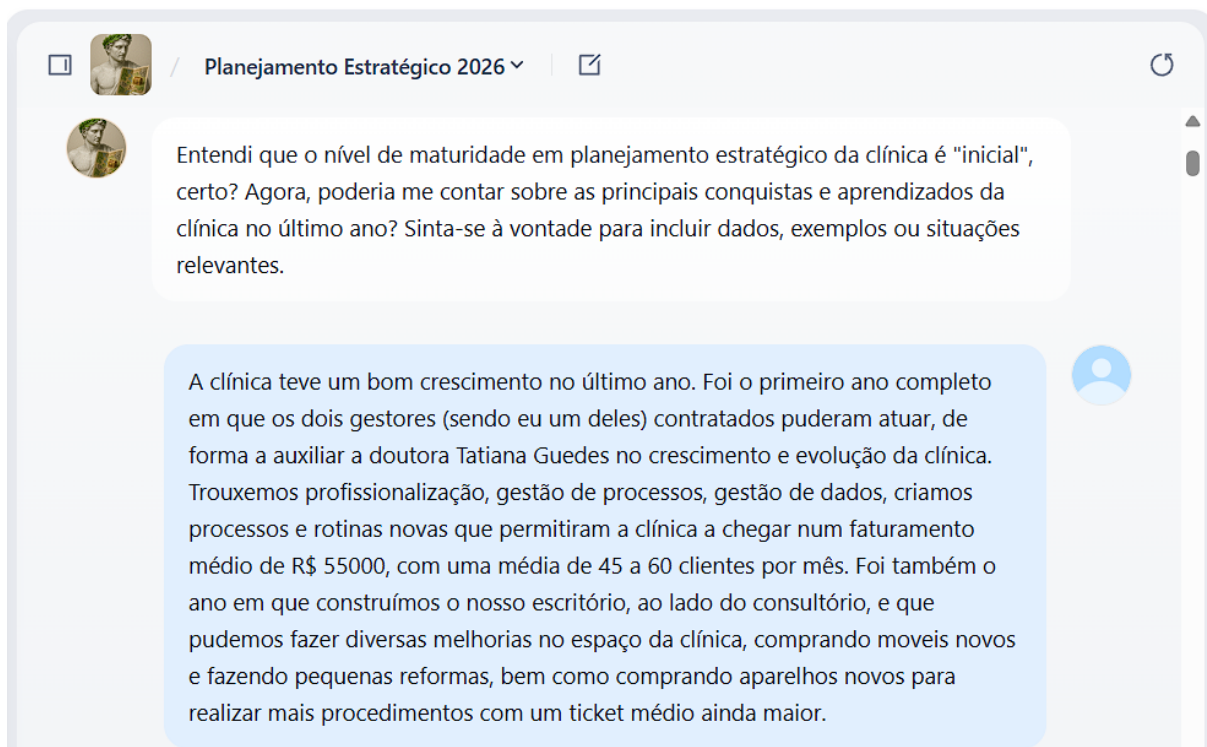 Planejamento Estratégico 2026
Entendi que o nível de maturidade em planejamento estratégico da clínica é "inicial",
certo? Agora, poderia me contar sobre as principais conquistas e aprendizados da
clínica no último ano? Sinta-se à vontade para incluir dados, exemplos ou situações
relevantes.
A clínica teve um bom crescimento no último ano. Foi o primeiro ano completo
em que os dois gestores (sendo eu um deles) contratados puderam atuar, de
forma a auxiliar a doutora Tatiana Guedes no crescimento e evolução da clínica.
Trouxemos profissionalização, gestão de processos, gestão de dados, criamos
processos e rotinas novas que permitiram a clínica a chegar num faturamento
médio de R$ 55000, com uma média de 45 a 60 clientes por mês. Foi também o
ano em que construímos o nosso escritório, ao lado do consultório, e que
pudemos fazer diversas melhorias no espaço da clínica, comprando moveis novos
e fazendo pequenas reformas, bem como comprando aparelhos novos para
realizar mais procedimentos com um ticket médio ainda maior.